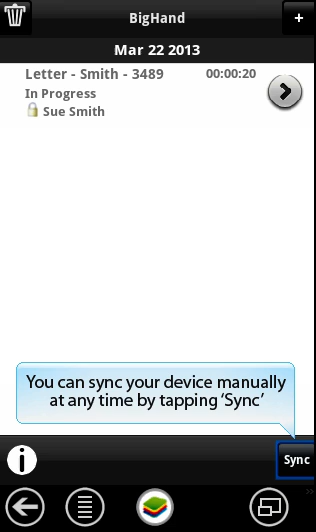 BigHand
+
Mar 22 2013
Letter - Smith - 3489 00:00:20
In Progress
Sue Smith
You can sync your device manually
at any time by tapping ‘Sync’
i
Sync